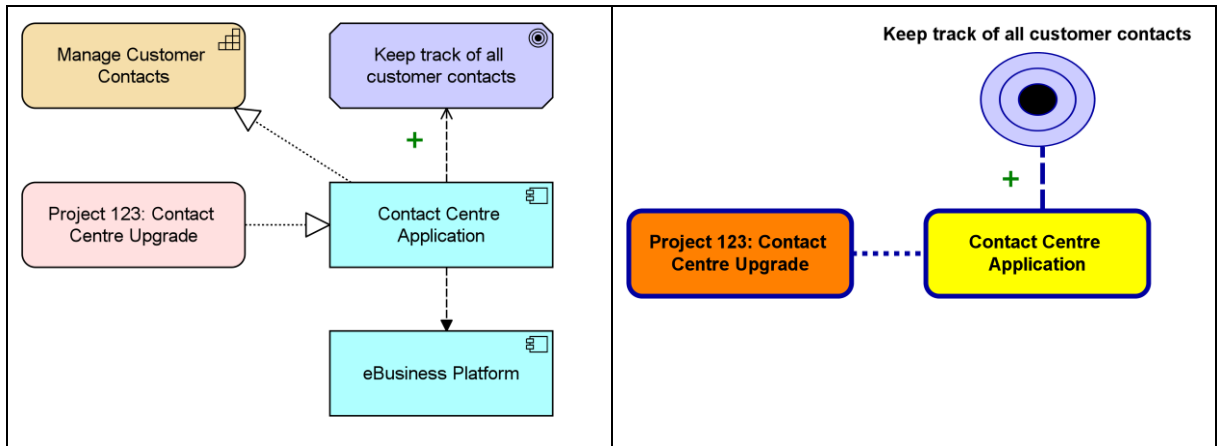 Manage Customer
Contacts
Keep track of all
customer contacts
+
Project 123: Contact
Centre Upgrade
Contact Centre
Application
eBusiness Platform
Keep track of all customer contacts
+
Project 123: Contact
Centre Upgrade
Contact Centre
Application